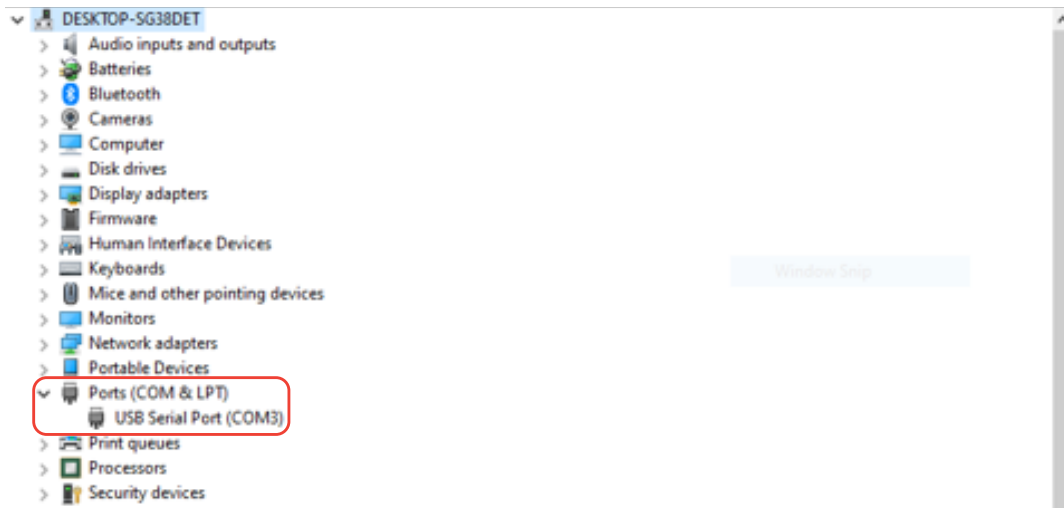 DESKTOP-SG38DET
Audio inputs and outputs
Batteries
Bluetooth
Cameras
Computer
Disk drives
Display adapters
Firmware
Human Interface Devices
Keyboards
Window Snip
Mice and other pointing devices
Monitors
Network adapters
Portable Devices
Ports (COM & LPT)
USB Serial Port (COM3)
Print queues
Processors
Security devices